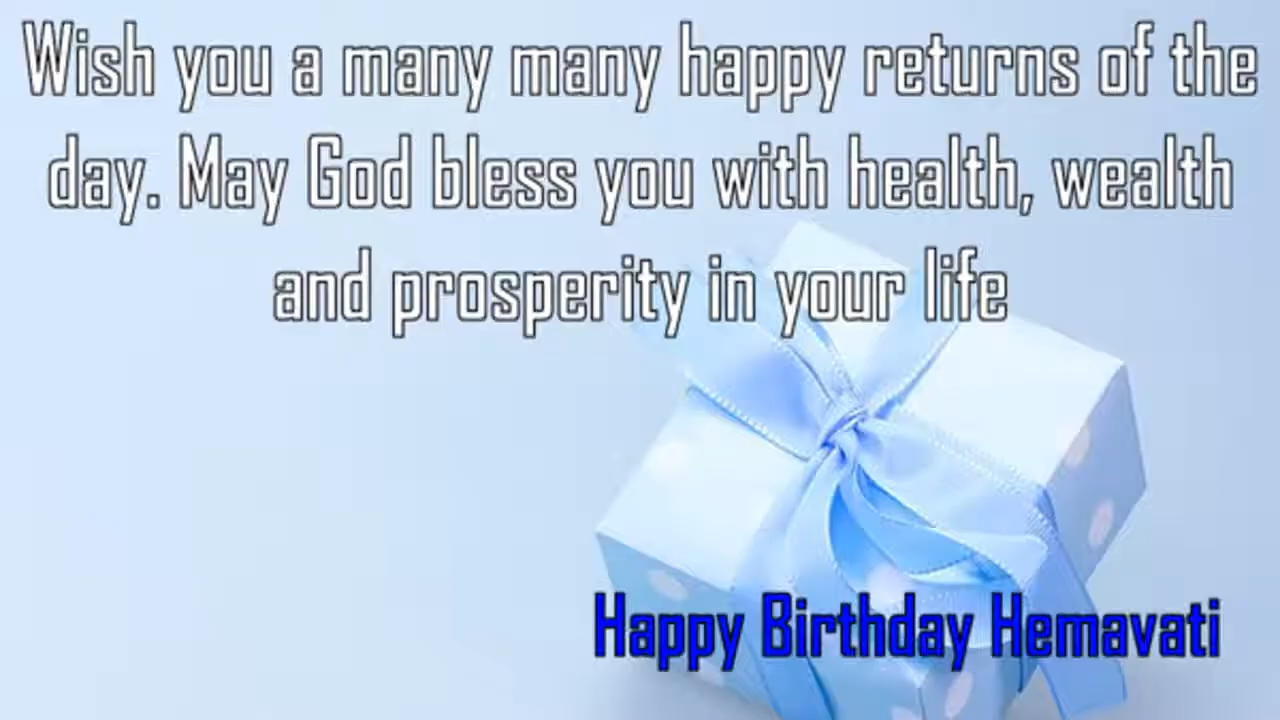 Wish you a many many happy returns of the
day. May God bless you with health, wealth
and prosperity in your life
Happy Birthday Hemavati